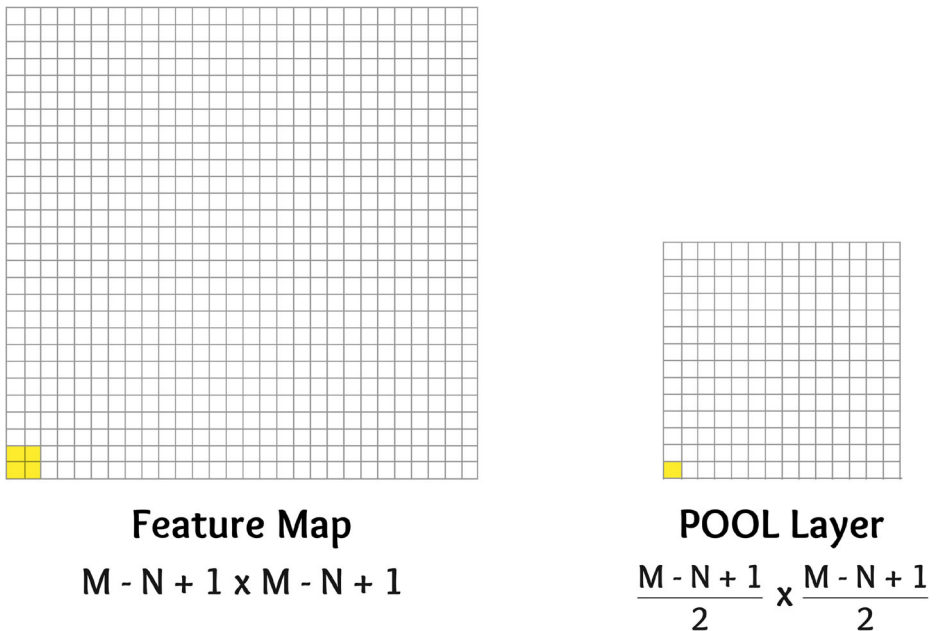 Feature Map
M - N + 1 x M - N + 1
POOL Layer
M - N + 1 x M - N + 1
2 2